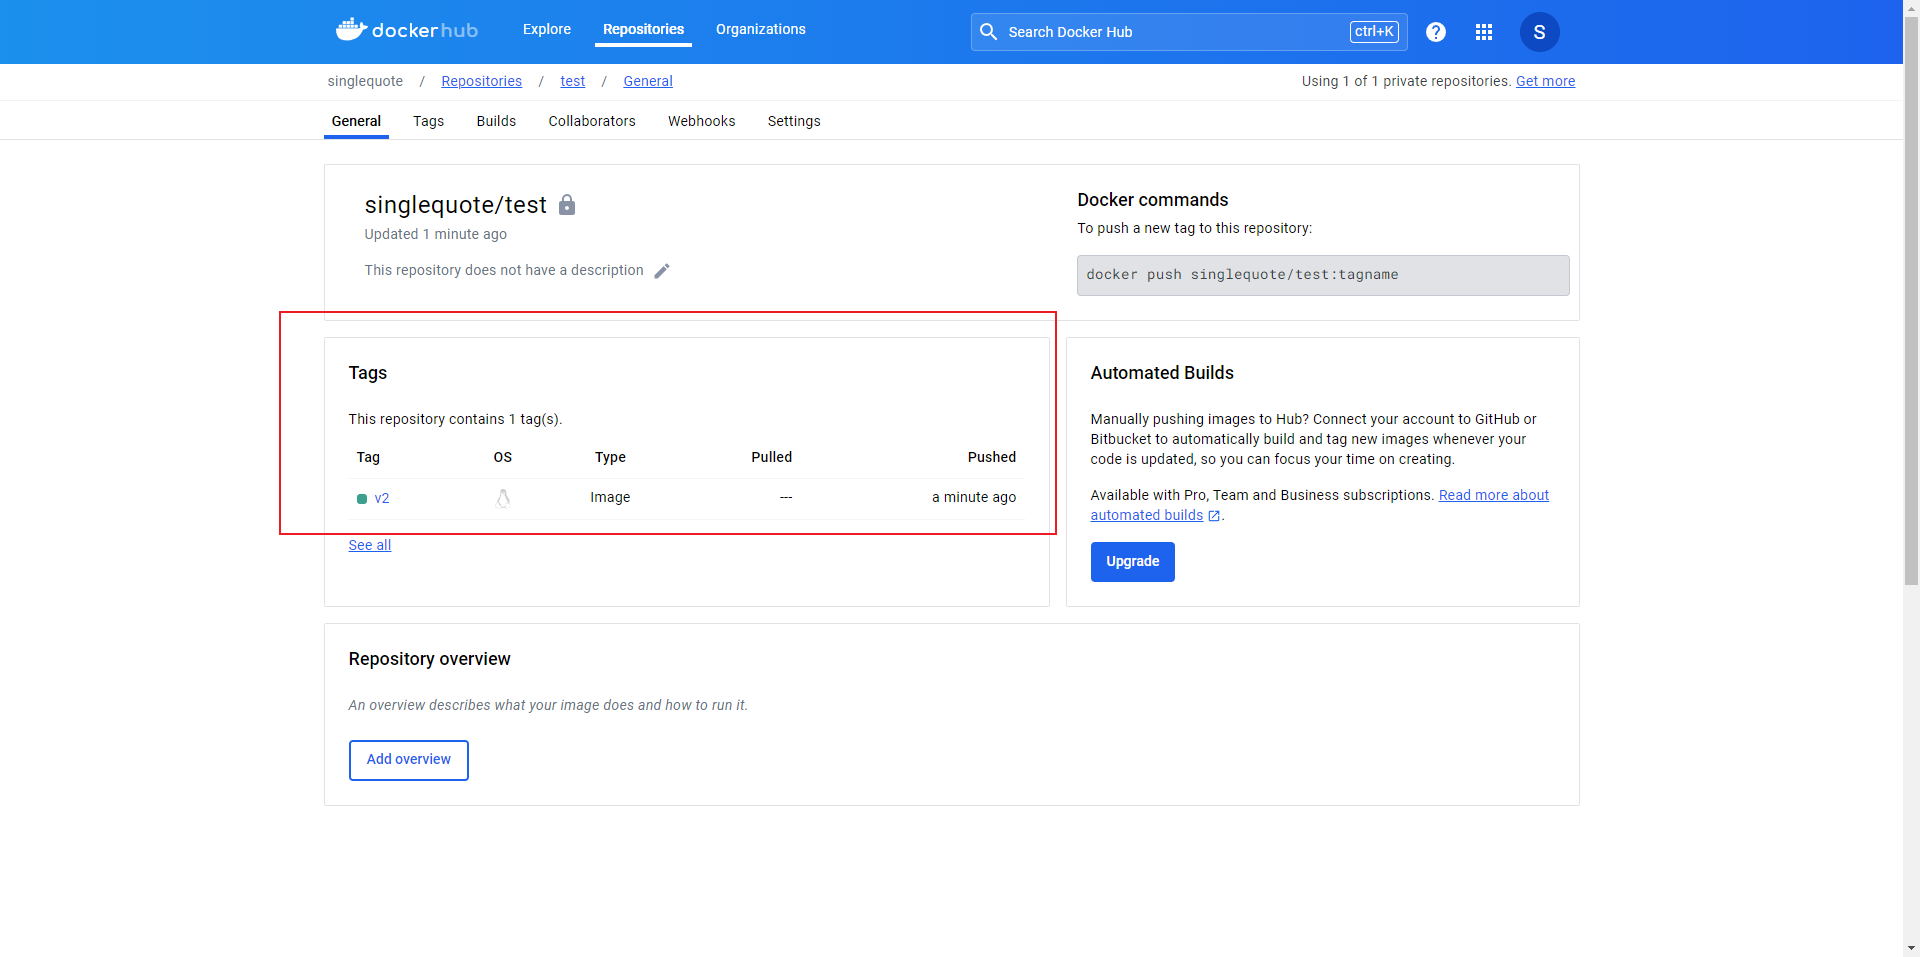 docker hub
Explore
Repositories
Organizations
Search Docker Hub
ctrl+K
?
S
singlequote / Repositories / test / General
Using 1 of 1 private repositories. Get more
General
Tags
Builds
Collaborators
Webhooks
Settings
singlequote/test
Updated 1 minute ago
This repository does not have a description
Docker commands
To push a new tag to this repository:
docker push singlequote/test:tagname
Tags
This repository contains 1 tag(s).
Tag OS Type Pulled Pushed
v2 Image --- a minute ago
See all
Automated Builds
Manually pushing images to Hub? Connect your account to GitHub or
Bitbucket to automatically build and tag new images whenever your
code is updated, so you can focus your time on creating.
Available with Pro, Team and Business subscriptions. Read more about
automated builds .
Upgrade
Repository overview
An overview describes what your image does and how to run it.
Add overview